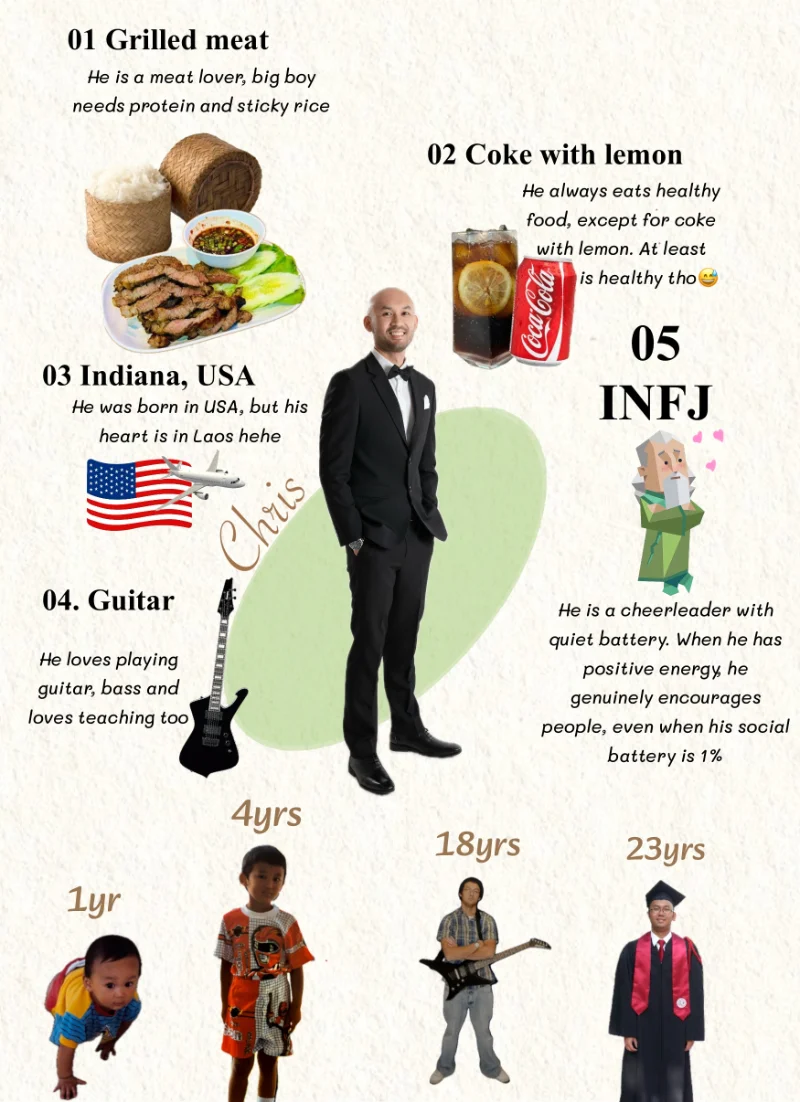 01 Grilled meat
He is a meat lover, big boy
needs protein and sticky rice
02 Coke with lemon
He always eats healthy
food, except for coke
with lemon. At least
is healthy tho😅
Coca-Cola
03 Indiana, USA
He was born in USA, but his
heart is in Laos hehe
05
INFJ
He is a cheerleader with
quiet battery. When he has
positive energy, he
genuinely encourages
people, even when his social
battery is 1%
Chris
04. Guitar
He loves playing
guitar, bass and
loves teaching too
1yr
4yrs
18yrs
23yrs